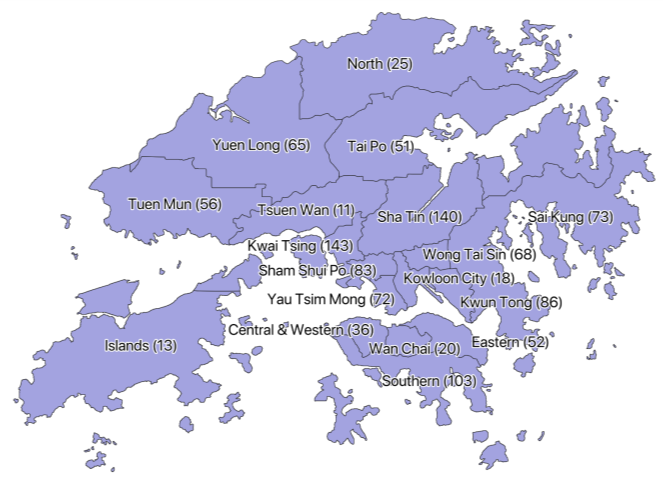 North (25)
Yuen Long (65)
Tai Po (51)
Tuen Mun (56)
Tsuen Wan (11)
Sha Tin (140)
Sai Kung (73)
Kwai Tsing (143)
Wong Tai Sin (68)
Sham Shui Po (83)
Kowloon City (18)
Yau Tsim Mong (72)
Kwun Tong (86)
Central & Western (36)
Eastern (52)
Islands (13)
Wan Chai (20)
Southern (103)